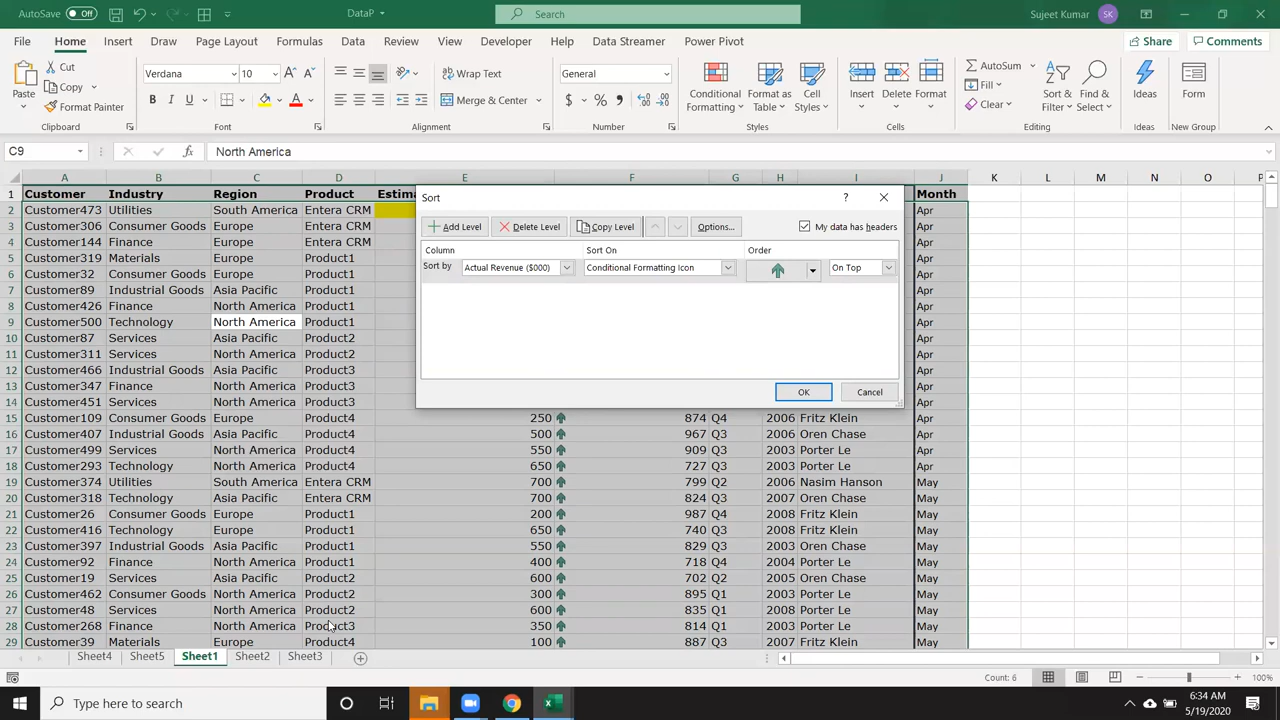 AutoSave Off DataP Search Sujeet Kumar SK
File Home Insert Draw Page Layout Formulas Data Review View Developer Help Data Streamer Power Pivot Share Comments
Paste Cut Copy Format Painter
Verdana 10
B I U A
Wrap Text
Merge & Center
General
$ % ,
Conditional Formatting Format as Table Cell Styles
Insert Delete Format
AutoSum Fill Clear
Sort & Filter Find & Select
Ideas Form
Clipboard Font Alignment Number Styles Cells Editing Ideas New Group
C9 fx North America
A B C D E F G H I J K L M N O P
1 Customer Industry Region Product Estima Month
2 Customer473 Utilities South America Entera CRM Apr
3 Customer306 Consumer Goods Europe Entera CRM Apr
4 Customer144 Finance Europe Entera CRM Apr
5 Customer319 Materials Europe Product1 Apr
6 Customer32 Consumer Goods Europe Product1 Apr
7 Customer89 Industrial Goods Asia Pacific Product1 Apr
8 Customer426 Finance North America Product1 Apr
9 Customer500 Technology North America Product1 Apr
10 Customer87 Services Asia Pacific Product2 Apr
11 Customer311 Services North America Product2 Apr
12 Customer466 Industrial Goods Asia Pacific Product3 Apr
13 Customer347 Finance North America Product3 Apr
14 Customer451 Services North America Product3 Apr
15 Customer109 Consumer Goods Europe Product4 250 874 Q4 2006 Fritz Klein Apr
16 Customer407 Industrial Goods Asia Pacific Product4 500 967 Q3 2003 Oren Chase Apr
17 Customer499 Services Asia Pacific Product4 550 909 Q3 2003 Porter Le Apr
18 Customer293 Technology North America Product4 650 727 Q3 2003 Porter Le Apr
19 Customer374 Utilities South America Entera CRM 700 799 Q2 2006 Nasim Hanson May
20 Customer318 Technology Asia Pacific Entera CRM 700 824 Q3 2007 Oren Chase May
21 Customer26 Consumer Goods Europe Product1 200 987 Q4 2008 Fritz Klein May
22 Customer416 Technology Europe Product1 650 740 Q3 2008 Fritz Klein May
23 Customer397 Industrial Goods Asia Pacific Product1 550 829 Q3 2003 Oren Chase May
24 Customer92 Finance North America Product1 400 718 Q4 2004 Porter Le May
25 Customer19 Services Asia Pacific Product2 600 702 Q2 2005 Oren Chase May
26 Customer462 Consumer Goods North America Product2 300 895 Q1 2003 Porter Le May
27 Customer48 Services North America Product2 600 835 Q1 2008 Porter Le May
28 Customer268 Finance North America Product3 350 814 Q1 2003 Porter Le May
29 Customer39 Materials Europe Product4 100 887 Q3 2007 Fritz Klein May
Sort ?
Add Level Delete Level Copy Level Options... My data has headers
Column Sort On Order
Sort by Actual Revenue ($000) Conditional Formatting Icon On Top
OK Cancel
Sheet4 Sheet5 Sheet1 Sheet2 Sheet3
Count: 6 100%
Type here to search
6:34 AM
5/19/2020